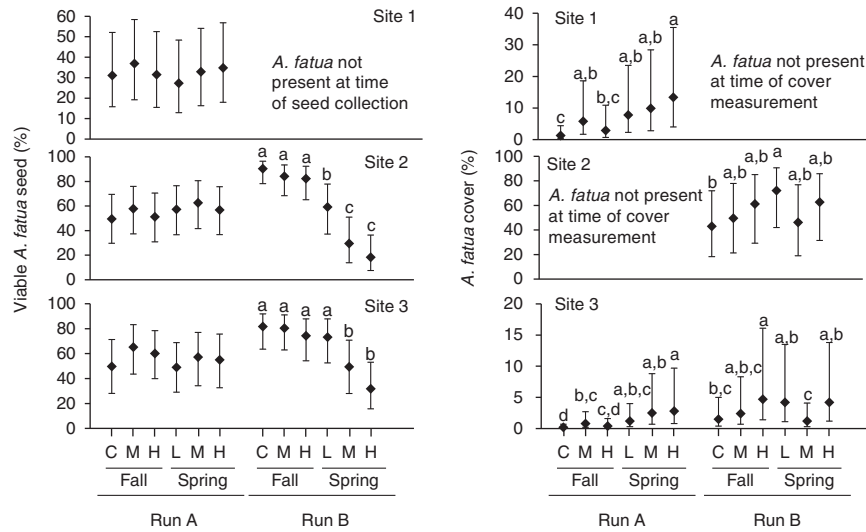 Viable A. fatua seed (%)
60
50
40
30
20
10
0
Site 1
A. fatua not
present at time
of seed collection
100
80
60
40
20
0
Site 2
a a a b c c
100
80
60
40
20
0
Site 3
a a a a b b
C M H L M H C M H L M H
Fall Spring Fall Spring
Run A Run B
A. fatua cover (%)
40
30
20
10
0
Site 1
c a,b b,c a,b a,b a
A. fatua not present
at time of cover
measurement
100
80
60
40
20
0
Site 2
A. fatua not present
at time of cover
measurement
b a,b a,b a a,b a,b
20
15
10
5
0
Site 3
d b,c c,d a,b,c a,b a b,c a,b,c a a,b c a,b
C M H L M H C M H L M H
Fall Spring Fall Spring
Run A Run B